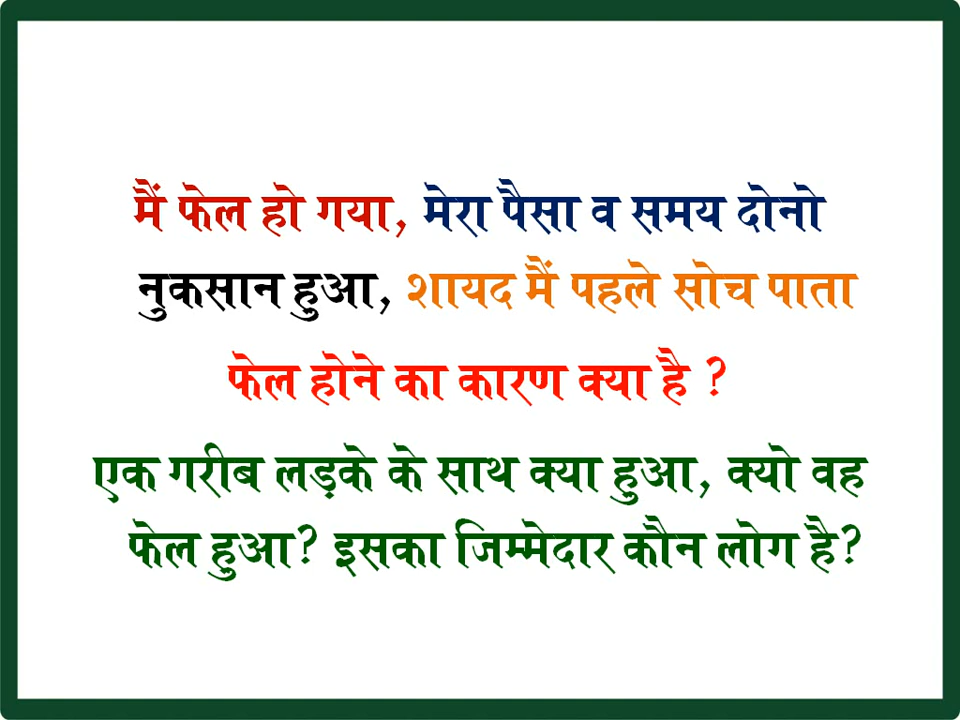 मैं फेल हो गया, मेरा पैसा व समय दोनो
नुकसान हुआ, शायद मैं पहले सोच पाता
फेल होने का कारण क्या है ?
एक गरीब लड़के के साथ क्या हुआ, क्यो वह
फेल हुआ? इसका जिम्मेदार कौन लोग है?